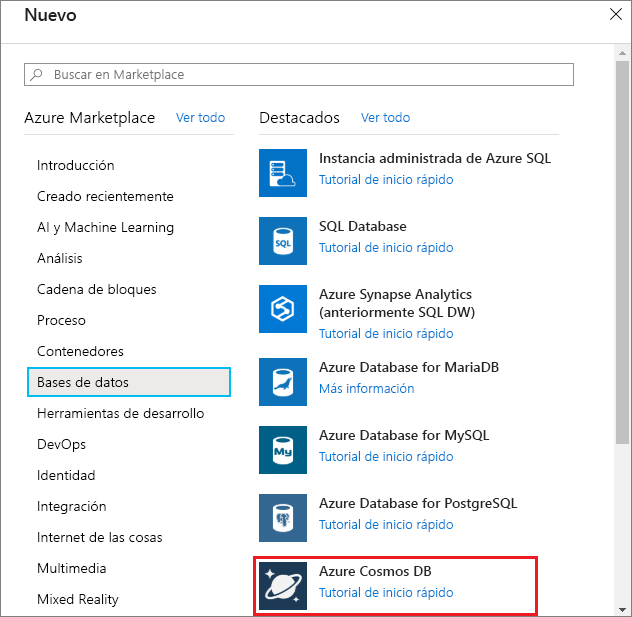 Nuevo
Buscar en Marketplace
Azure Marketplace
Ver todo
Introducción
Creado recientemente
AI y Machine Learning
Análisis
Cadena de bloques
Proceso
Contenedores
Bases de datos
Herramientas de desarrollo
DevOps
Identidad
Integración
Internet de las cosas
Multimedia
Mixed Reality
Destacados
Ver todo
Instancia administrada de Azure SQL
Tutorial de inicio rápido
SQL
SQL Database
Tutorial de inicio rápido
Azure Synapse Analytics
(anteriormente SQL DW)
Tutorial de inicio rápido
Azure Database for MariaDB
Más información
My
Azure Database for MySQL
Tutorial de inicio rápido
Azure Database for PostgreSQL
Tutorial de inicio rápido
Azure Cosmos DB
Tutorial de inicio rápido